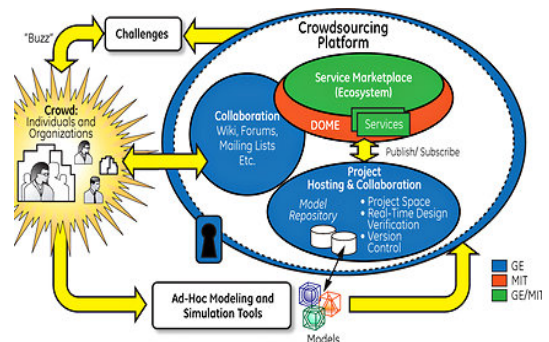 "Buzz"
Challenges
Crowdsourcing
Platform
Service Marketplace
(Ecosystem)
DOME
Services
Crowd:
Individuals and
Organizations
Collaboration
Wiki, Forums,
Mailing Lists
Etc.
Publish/ Subscribe
Project
Hosting & Collaboration
Model
Repository
• Project Space
• Real-Time Design
Verification
• Version
Control
Ad-Hoc Modeling and
Simulation Tools
Models
GE
MIT
GE/MIT